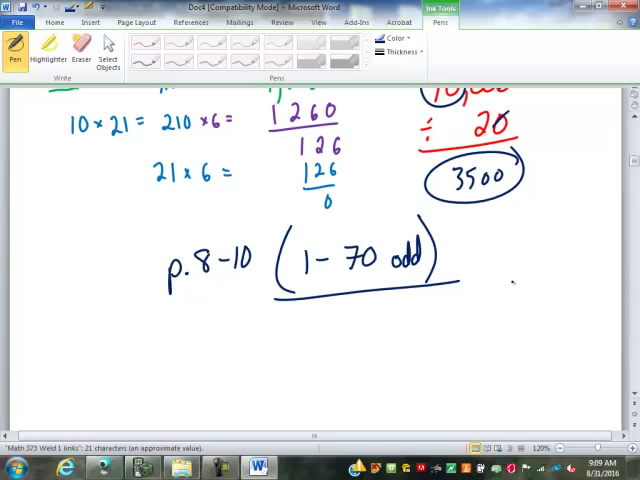 Doc4 [Compatibility Mode] - Microsoft Word
Ink Tools
File Home Insert Page Layout References Mailings Review View Add-Ins Acrobat Pens
Pen Highlighter Eraser Select Objects
Color
Thickness
Write Pens
10 × 21 = 210 × 6 = 1260
÷ 20
126
21 × 6 = 126
3500
0
p. 8-10 (1- 70 odd)
"Math 373 Weld 1 links": 21 characters (an approximate value).
120%
9:09 AM
8/31/2016